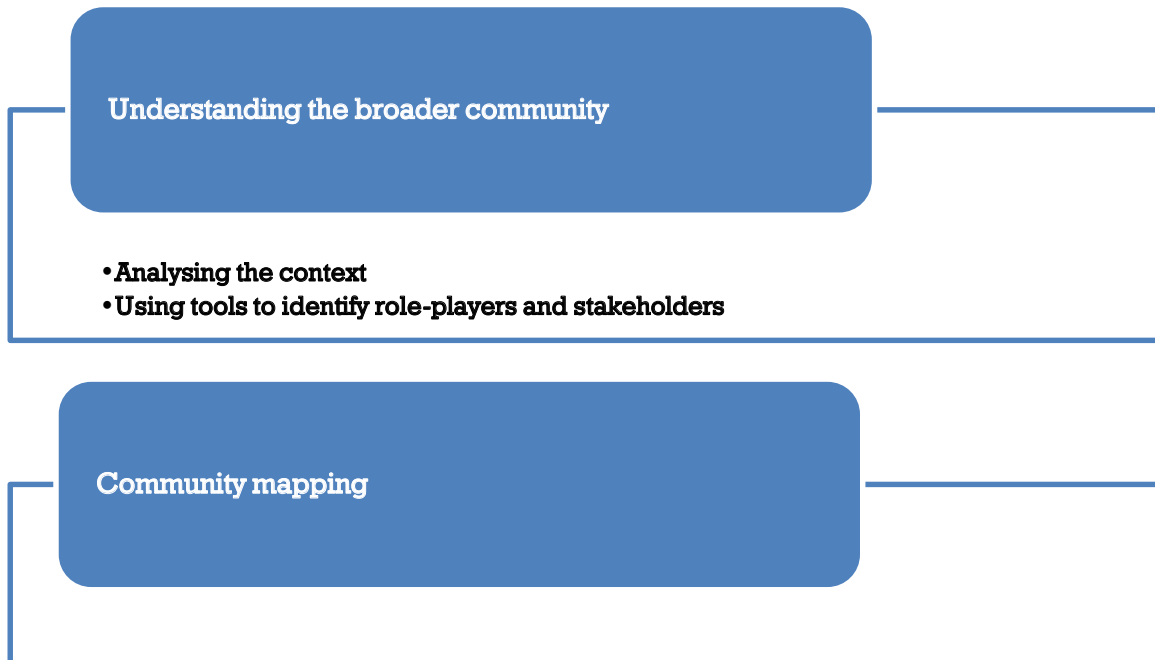 Understanding the broader community
•Analysing the context
•Using tools to identify role-players and stakeholders
Community mapping